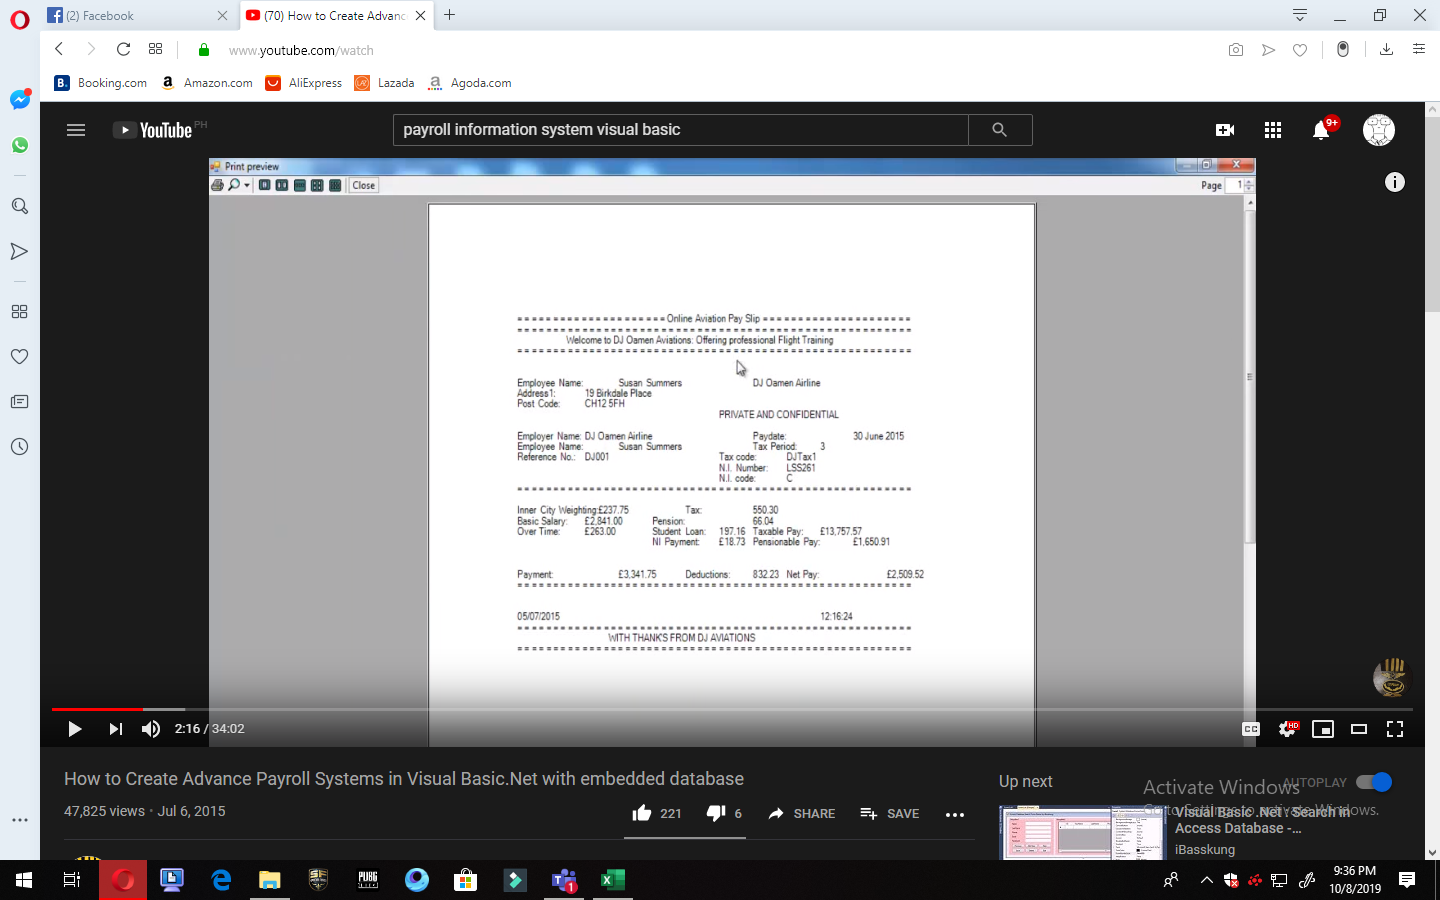 (2) Facebook
(70) How to Create Advanc
www.youtube.com/watch
B. Booking.com
a Amazon.com
AliExpress
Lazada
a Agoda.com
YouTube PH
payroll information system visual basic
9+
Print preview
Close
Page 1
= = = = = = = = = = = = = = = = = = = = = Online Aviation Pay Slip = = = = = = = = = = = = = = = = = = = = =
Welcome to DJ Oamen Aviations: Offering professional Flight Training
Employee Name: Susan Summers DJ Oamen Airline
Address1: 19 Birkdale Place
Post Code: CH12 5FH
PRIVATE AND CONFIDENTIAL
Employer Name: DJ Oamen Airline Paydate: 30 June 2015
Employee Name: Susan Summers Tax Period: 3
Reference No.: DJ001 Tax code: DJTax1
N.I. Number: LSS261
N.I. code: C
Inner City Weighting:£237.75 Tax: 550.30
Basic Salary: £2,841.00 Pension: 66.04
Over Time: £263.00 Student Loan: 197.16 Taxable Pay: £13,757.57
NI Payment: £18.73 Pensionable Pay: £1,650.91
Payment: £3,341.75 Deductions: 832.23 Net Pay: £2,509.52
05/07/2015 12:16:24
WITH THANK'S FROM DJ AVIATIONS
2:16 / 34:02
CC
HD
How to Create Advance Payroll Systems in Visual Basic.Net with embedded database
47,825 views · Jul 6, 2015
221
6
SHARE
SAVE
Up next
AUTOPLAY
Activate Windows
Go to Settings to activate Windows.
Visual Basic .Net : Search in
Access Database -...
iBasskung
PUBG
T
1
X
9:36 PM
10/8/2019